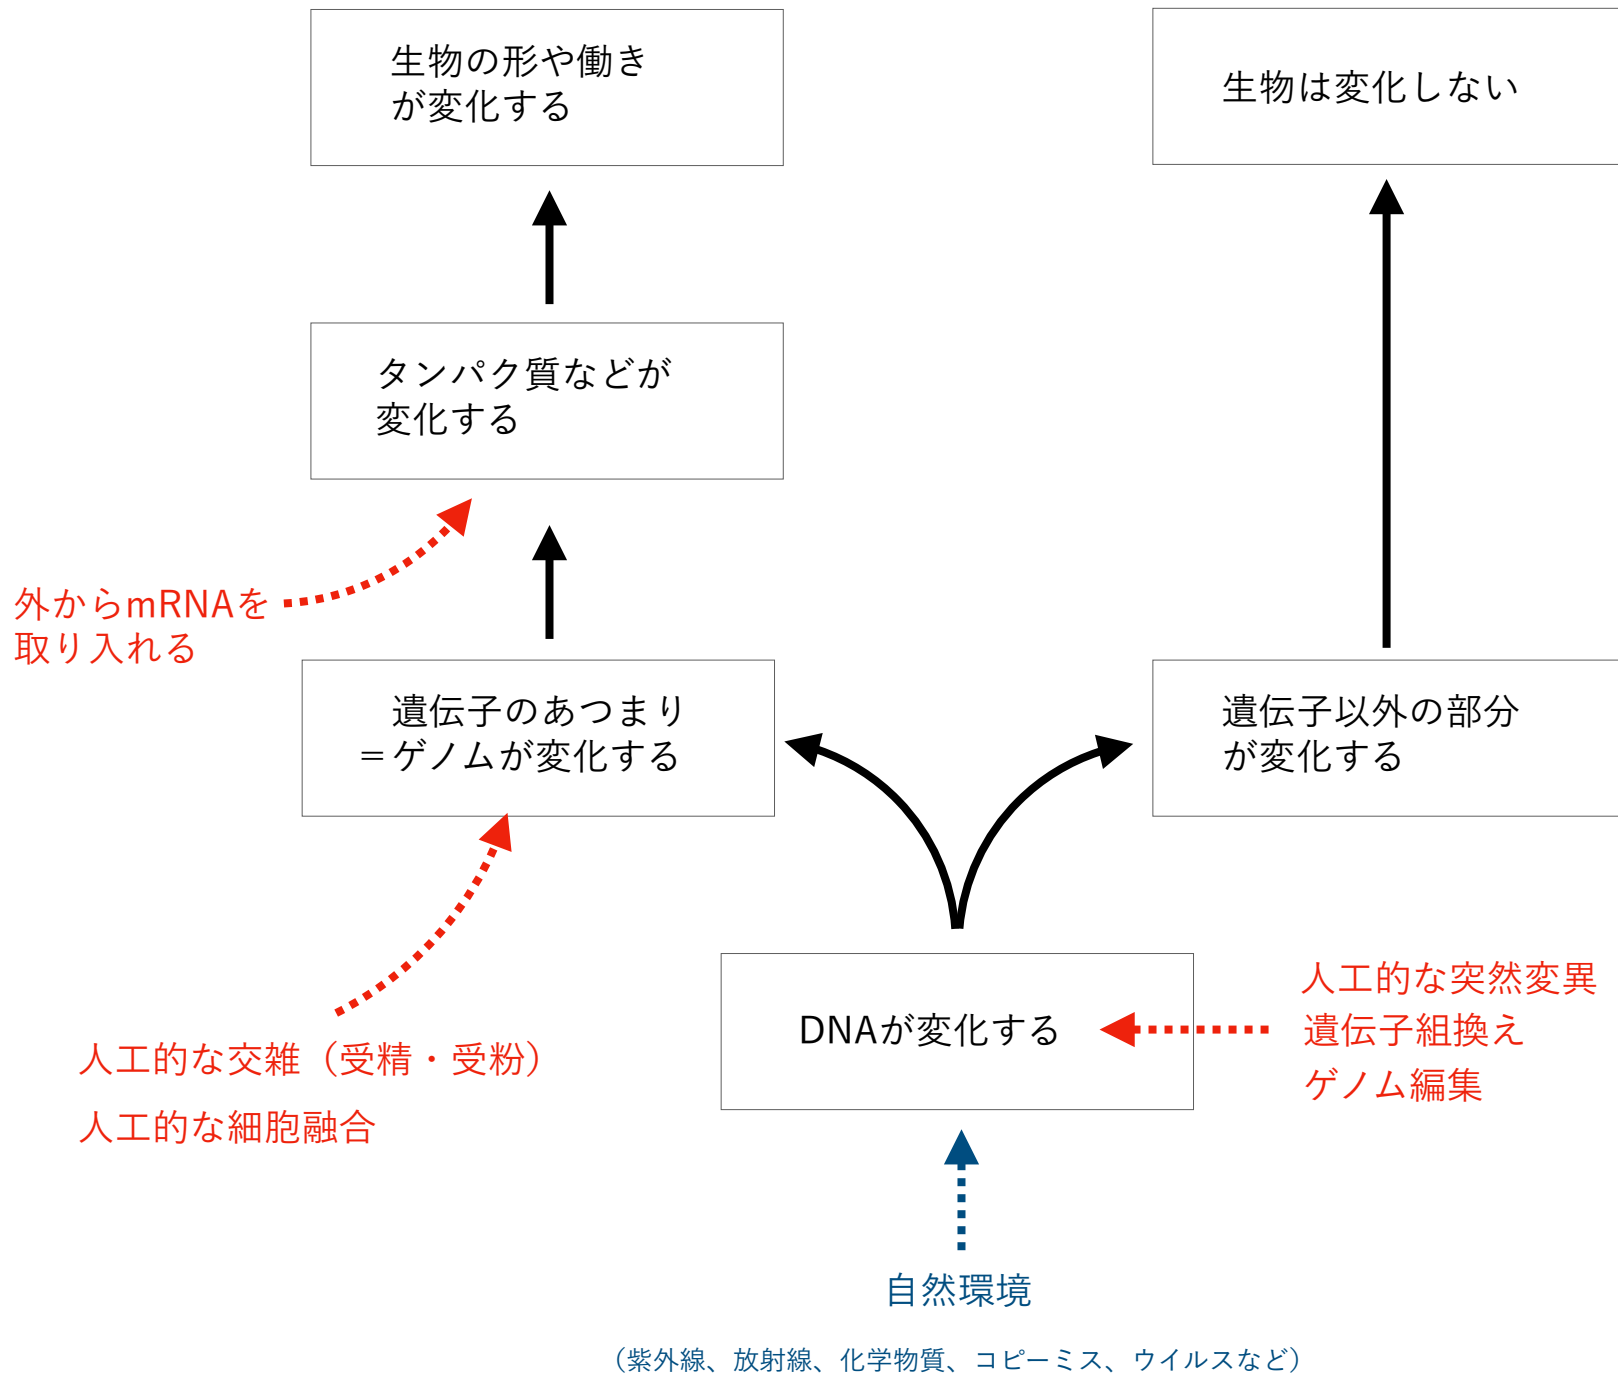 生物の形や働き
が変化する
生物は変化しない
タンパク質などが
変化する
外からmRNAを
取り入れる
遺伝子のあつまり
＝ゲノムが変化する
遺伝子以外の部分
が変化する
人工的な交雑（受精・受粉）
人工的な細胞融合
DNAが変化する
人工的な突然変異
遺伝子組換え
ゲノム編集
自然環境
（紫外線、放射線、化学物質、コピーミス、ウイルスなど）